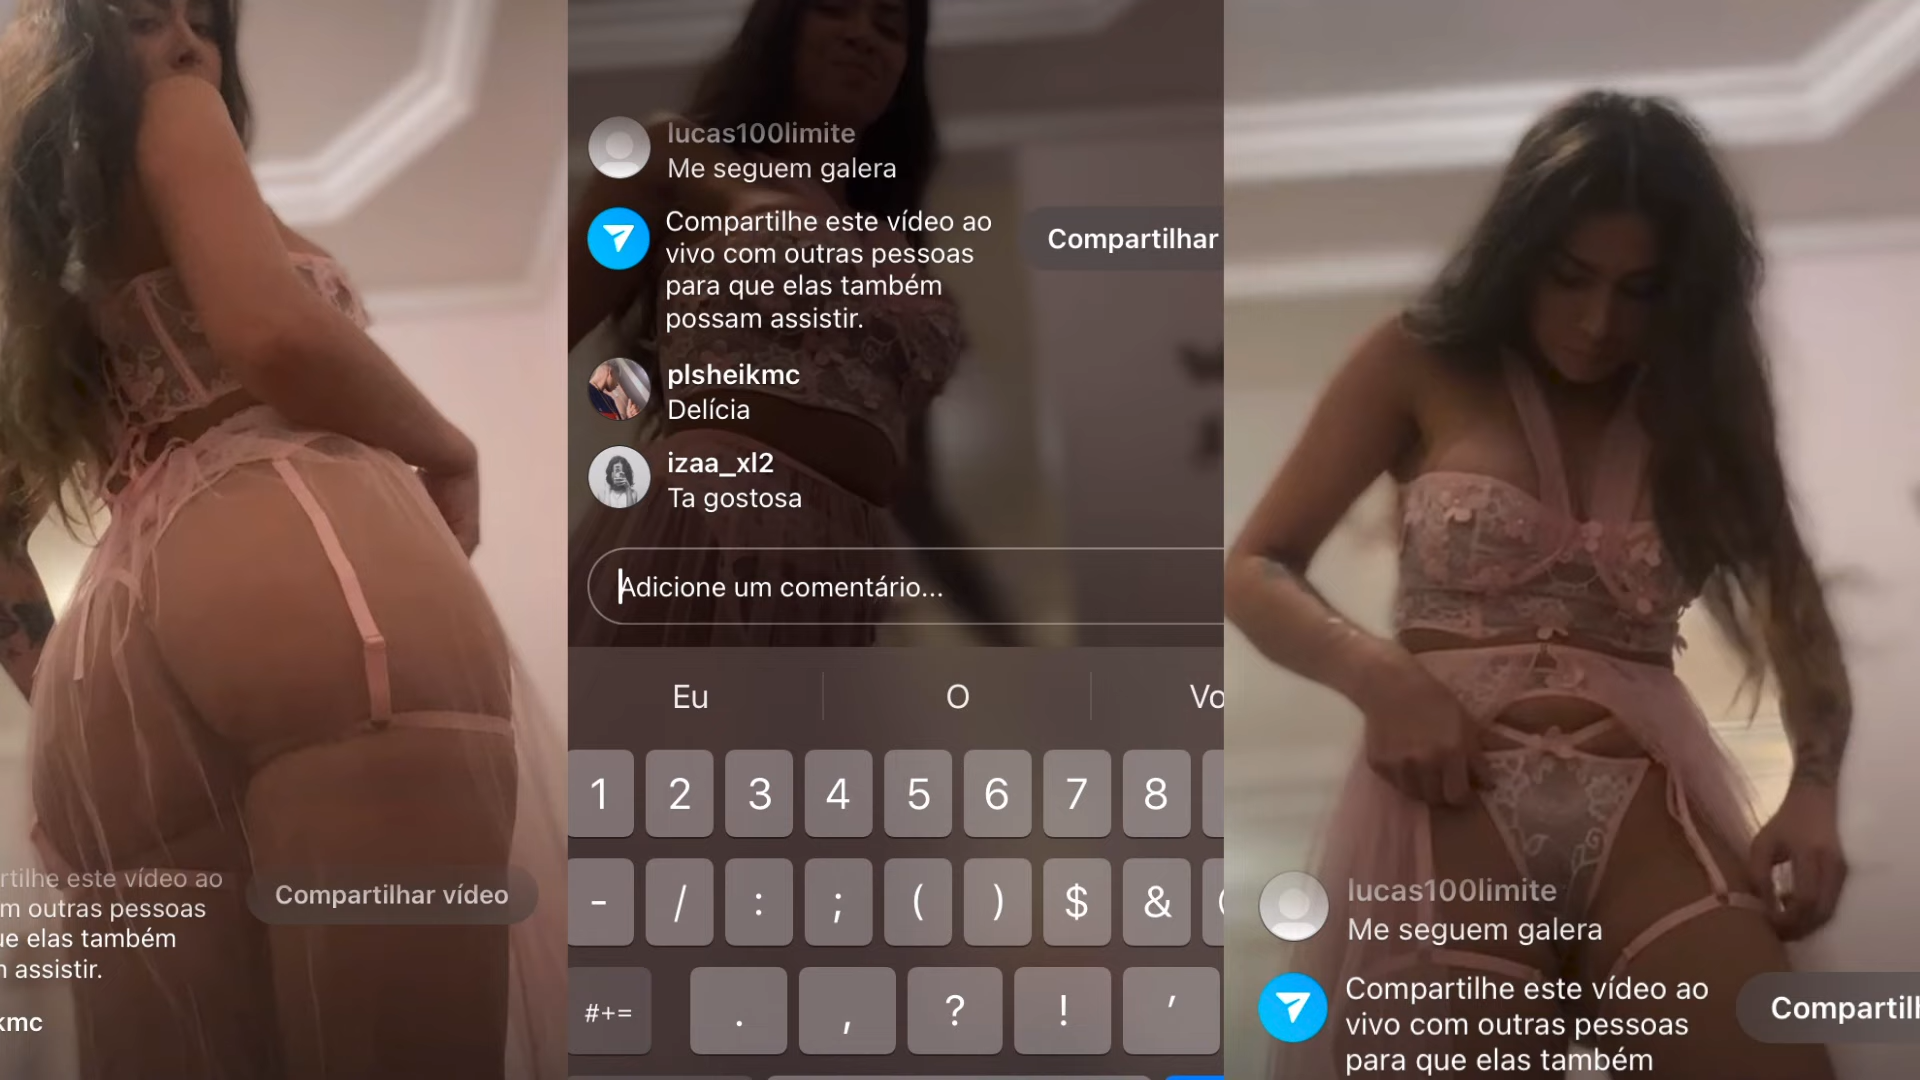 rtilhe este vídeo ao
m outras pessoas
ue elas também
n assistir.
Compartilhar vídeo
kmc
lucas100limite
Me seguem galera
Compartilhe este vídeo ao
vivo com outras pessoas
para que elas também
possam assistir.
Compartilhar
plsheikmc
Delícia
izaa_xl2
Ta gostosa
Adicione um comentário...
Eu
O
Vo
1 2 3 4 5 6 7 8
- / : ; ( ) $ &
#+= . , ? ! ’
lucas100limite
Me seguem galera
Compartilhe este vídeo ao
vivo com outras pessoas
para que elas também
Compartilh